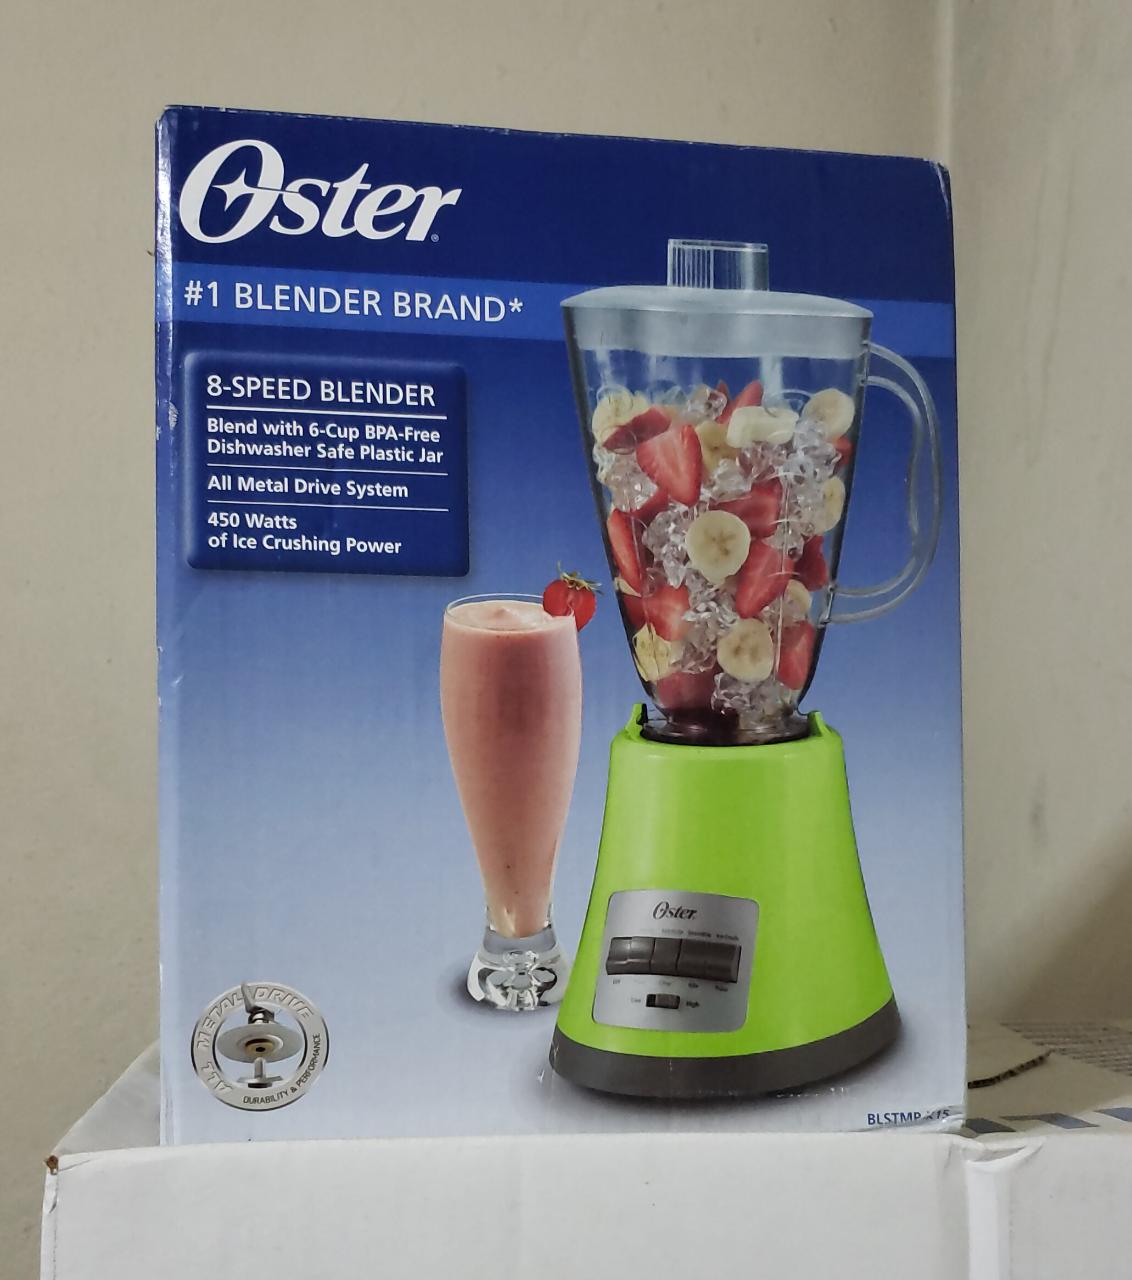 Oster®
#1 BLENDER BRAND*
8-SPEED BLENDER
Blend with 6-Cup BPA-Free
Dishwasher Safe Plastic Jar
All Metal Drive System
450 Watts
of Ice Crushing Power
Oster
Low
High
ALL METAL DRIVE
DURABILITY & PERFORMANCE